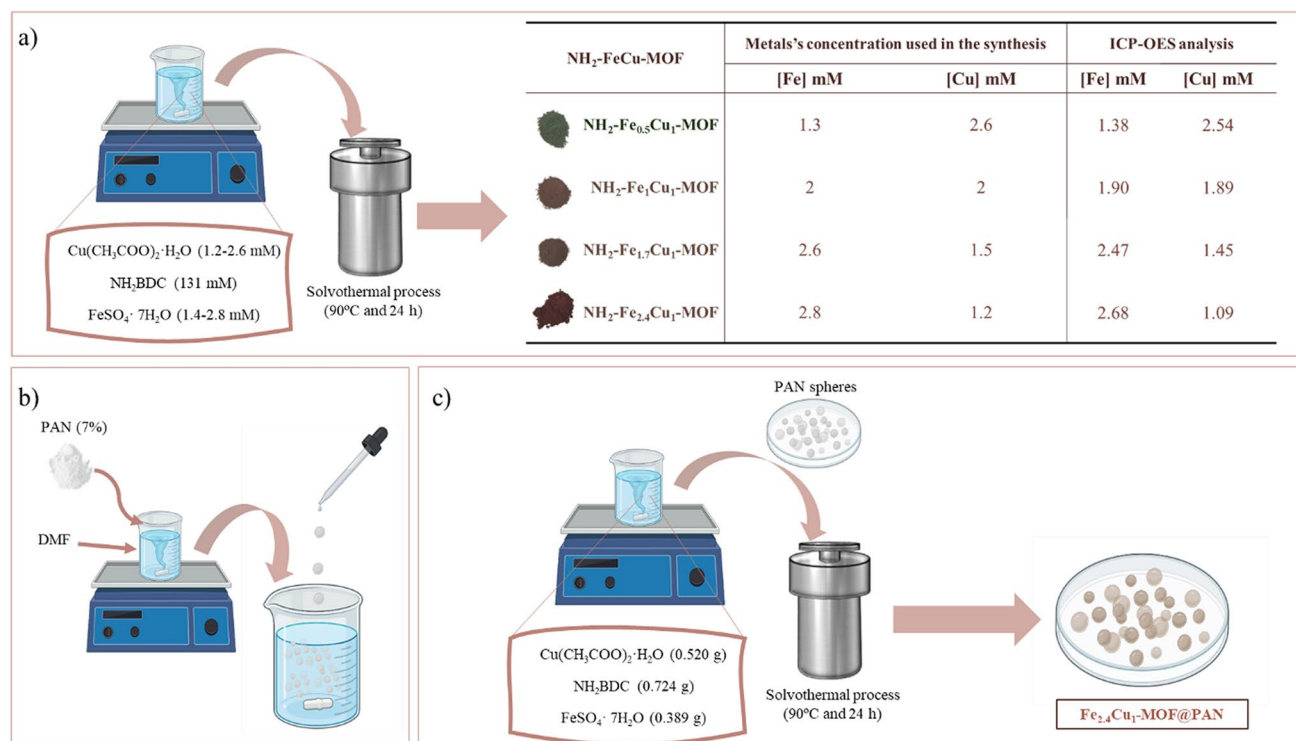 a)
Cu(CH₃COO)₂·H₂O (1.2-2.6 mM)
NH₂BDC (131 mM)
FeSO₄· 7H₂O (1.4-2.8 mM)
Solvothermal process
(90ºC and 24 h)
NH₂-FeCu-MOF
Metals's concentration used in the synthesis
ICP-OES analysis
[Fe] mM [Cu] mM [Fe] mM [Cu] mM
NH₂-Fe₀.₅Cu₁-MOF 1.3 2.6 1.38 2.54
NH₂-Fe₁Cu₁-MOF 2 2 1.90 1.89
NH₂-Fe₁.₇Cu₁-MOF 2.6 1.5 2.47 1.45
NH₂-Fe₂.₄Cu₁-MOF 2.8 1.2 2.68 1.09
b)
PAN (7%)
DMF
c)
PAN spheres
Cu(CH₃COO)₂·H₂O (0.520 g)
NH₂BDC (0.724 g)
FeSO₄· 7H₂O (0.389 g)
Solvothermal process
(90ºC and 24 h)
Fe₂.₄Cu₁-MOF@PAN